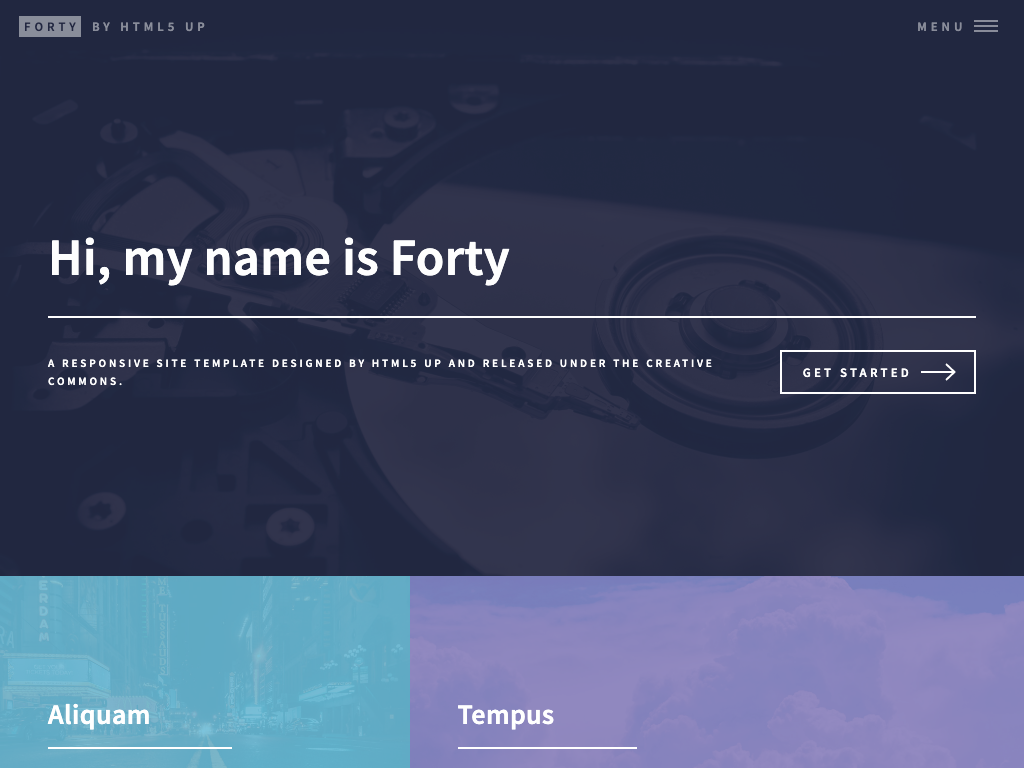 FORTY BY HTML5 UP
MENU
Hi, my name is Forty
A RESPONSIVE SITE TEMPLATE DESIGNED BY HTML5 UP AND RELEASED UNDER THE CREATIVE
COMMONS.
GET STARTED
ERDAM
Aliquam
Tempus